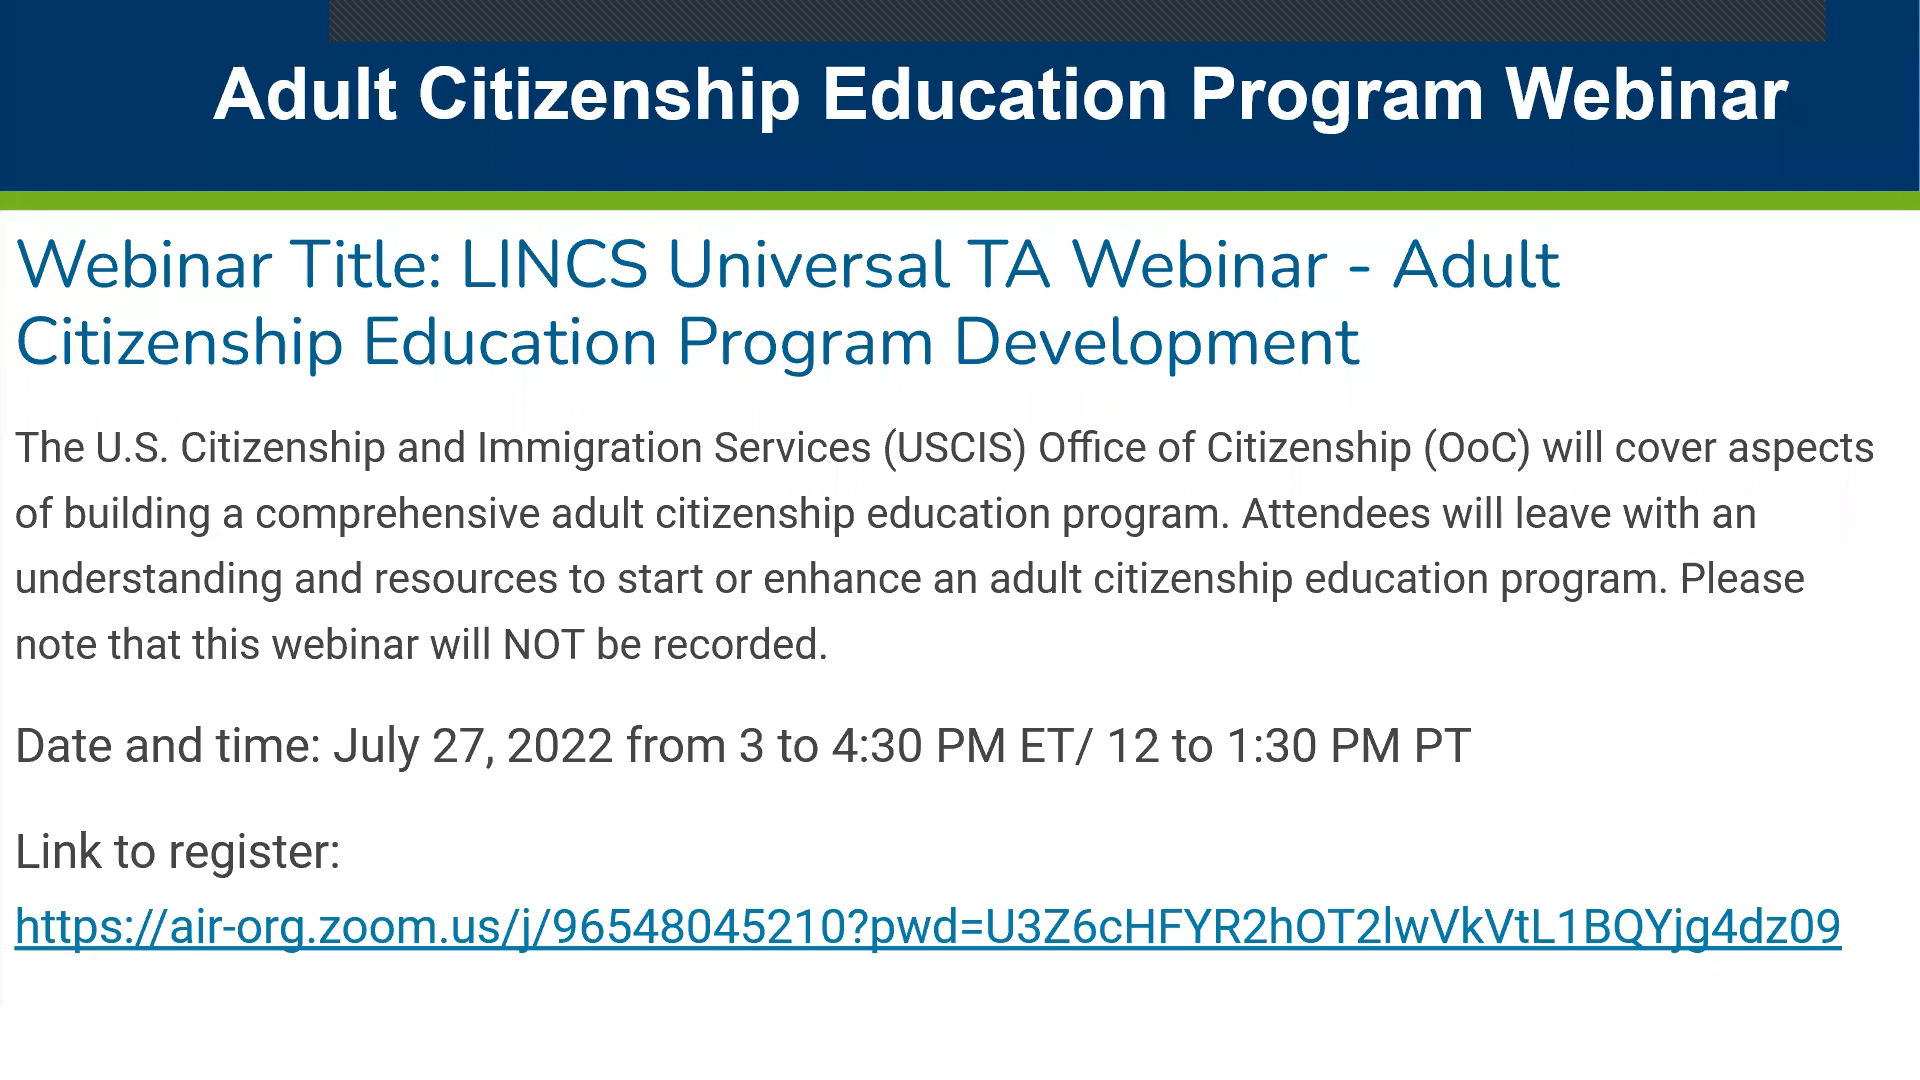 Adult Citizenship Education Program Webinar
Webinar Title: LINCS Universal TA Webinar - Adult
Citizenship Education Program Development
The U.S. Citizenship and Immigration Services (USCIS) Office of Citizenship (OoC) will cover aspects
of building a comprehensive adult citizenship education program. Attendees will leave with an
understanding and resources to start or enhance an adult citizenship education program. Please
note that this webinar will NOT be recorded.
Date and time: July 27, 2022 from 3 to 4:30 PM ET/ 12 to 1:30 PM PT
Link to register:
https://air-org.zoom.us/j/96548045210?pwd=U3Z6cHFYR2hOT2lwVkVtL1BQYjg4dz09